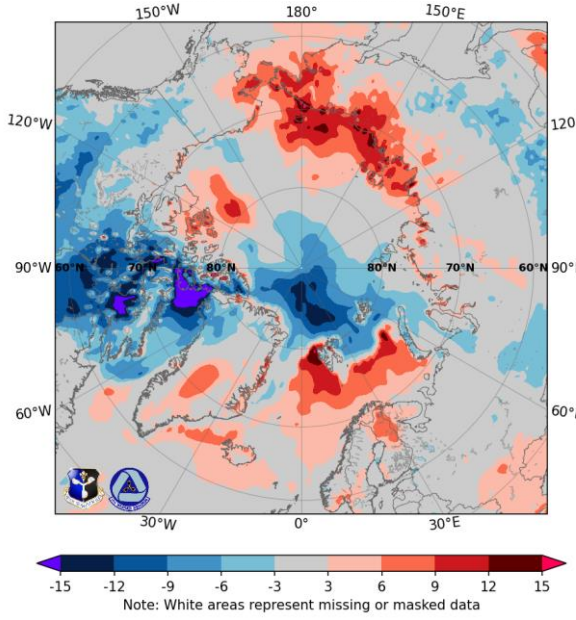 150°W 180° 150°E
120°W 120
90°W 60°N 70°N 80°N 80°N 70°N 60°N 90°E
60°W 60°E
30°W 0° 30°E
-15 -12 -9 -6 -3 3 6 9 12 15
Note: White areas represent missing or masked data